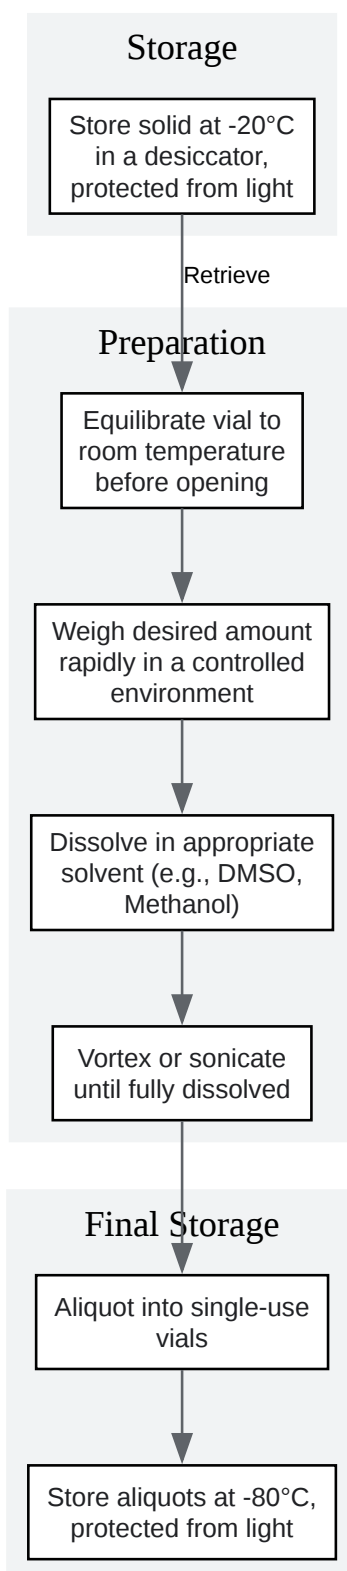 Storage
Store solid at -20°C
in a desiccator,
protected from light
Retrieve
Preparation
Equilibrate vial to
room temperature
before opening
Weigh desired amount
rapidly in a controlled
environment
Dissolve in appropriate
solvent (e.g., DMSO,
Methanol)
Vortex or sonicate
until fully dissolved
Final Storage
Aliquot into single-use
vials
Store aliquots at -80°C,
protected from light